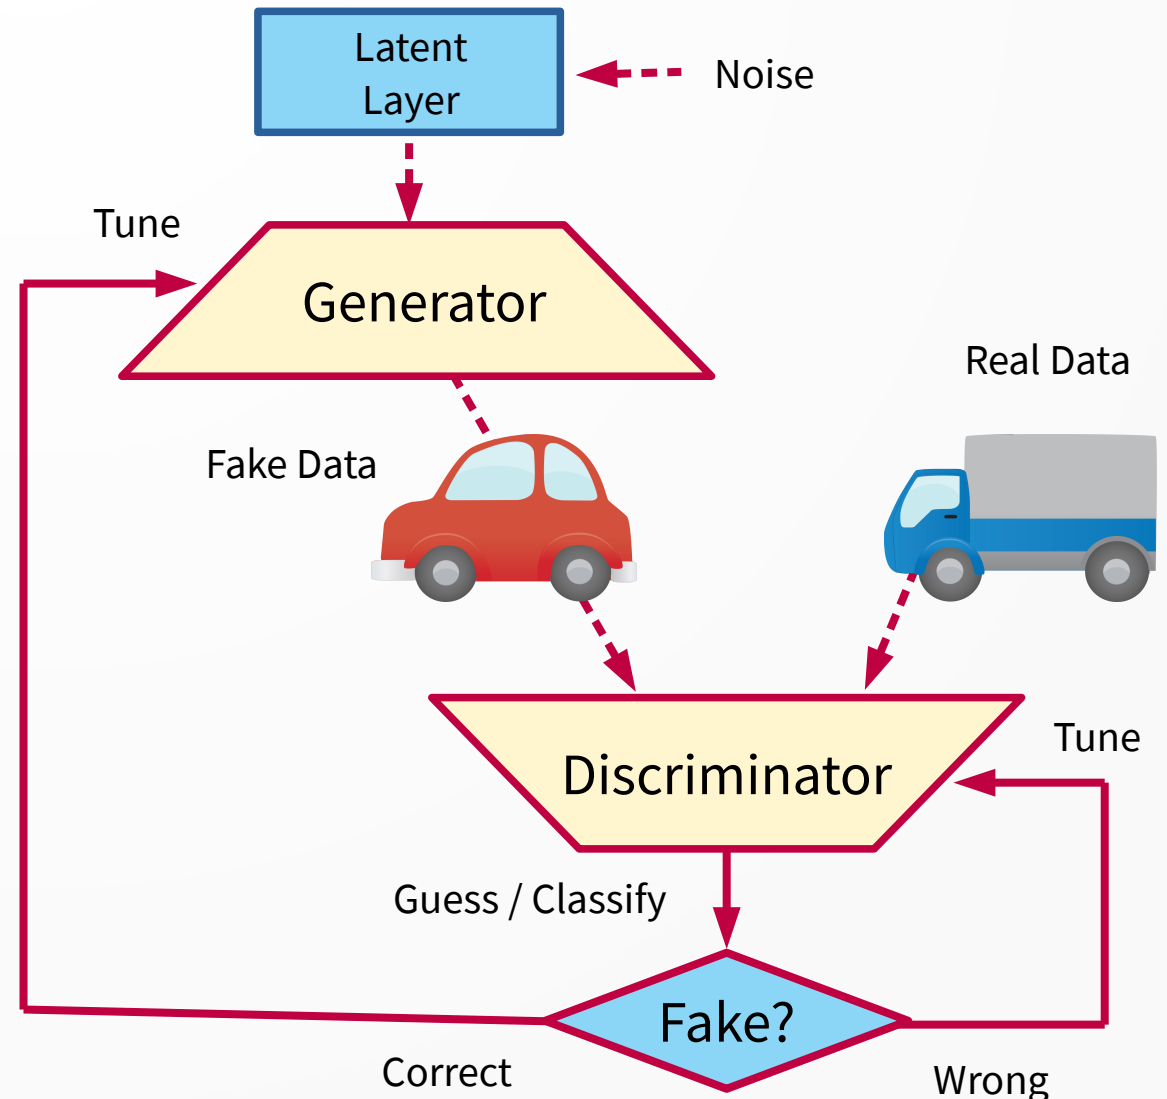 Latent
Layer
Noise
Tune
Generator
Real Data
Fake Data
Tune
Discriminator
Guess / Classify
Fake?
Correct
Wrong